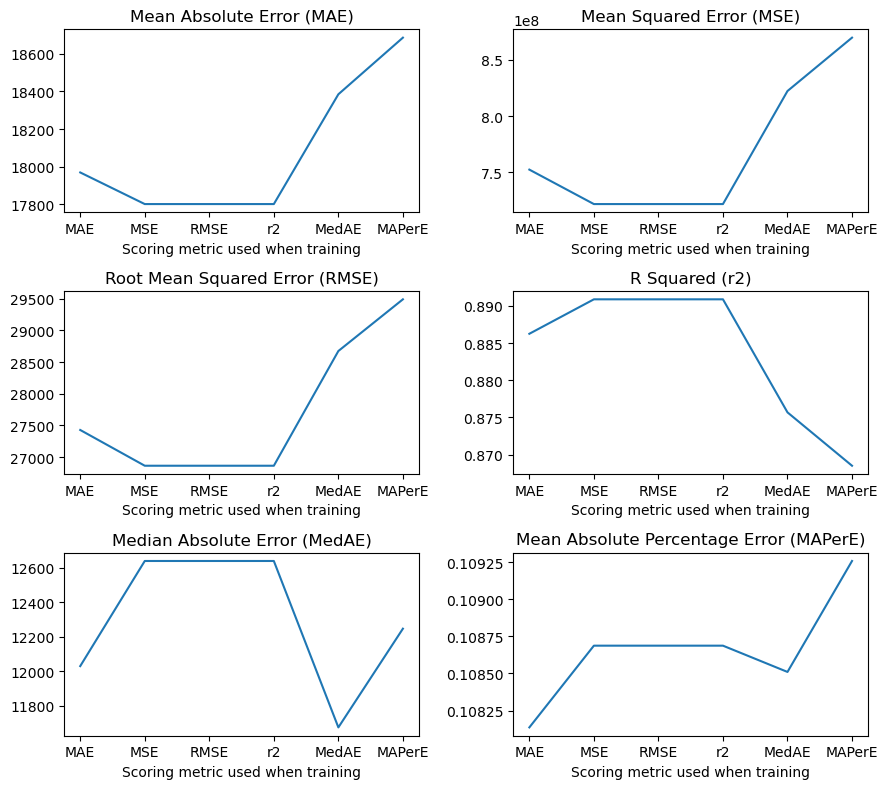 Mean Absolute Error (MAE)
18600
18400
18200
18000
17800
MAE MSE RMSE r2 MedAE MAPerE
Scoring metric used when training
Mean Squared Error (MSE)
1e8
8.5
8.0
7.5
MAE MSE RMSE r2 MedAE MAPerE
Scoring metric used when training
Root Mean Squared Error (RMSE)
29500
29000
28500
28000
27500
27000
MAE MSE RMSE r2 MedAE MAPerE
Scoring metric used when training
R Squared (r2)
0.890
0.885
0.880
0.875
0.870
MAE MSE RMSE r2 MedAE MAPerE
Scoring metric used when training
Median Absolute Error (MedAE)
12600
12400
12200
12000
11800
MAE MSE RMSE r2 MedAE MAPerE
Scoring metric used when training
Mean Absolute Percentage Error (MAPerE)
0.10925
0.10900
0.10875
0.10850
0.10825
MAE MSE RMSE r2 MedAE MAPerE
Scoring metric used when training